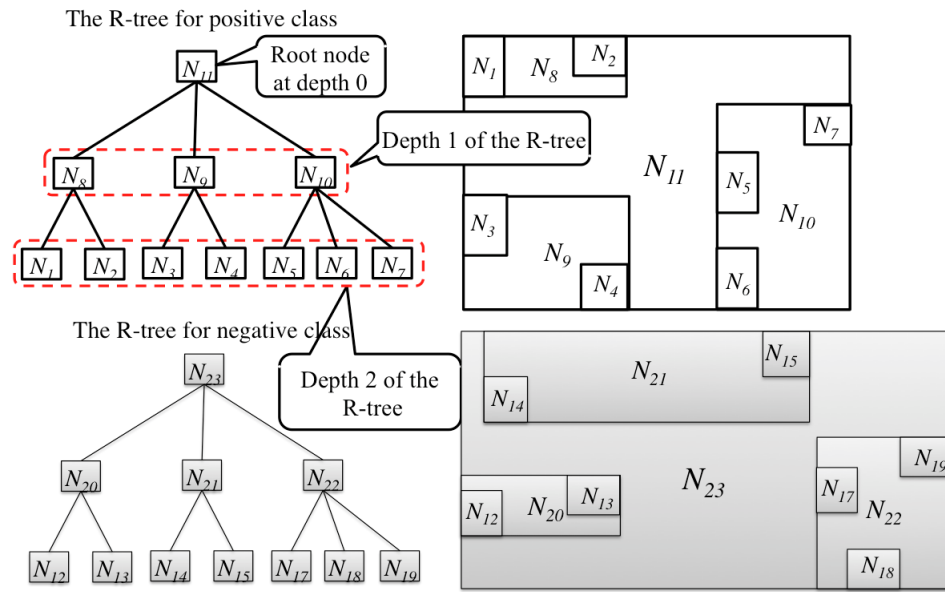 The R-tree for positive class
N11
Root node
at depth 0
Depth 1 of the R-tree
N8 N9 N10
N1 N2 N3 N4 N5 N6 N7
N1 N8 N2
N7
N11
N5
N10
N3
N9
N4
N6
The R-tree for negative class
Depth 2 of the
R-tree
N23
N20 N21 N22
N12 N13 N14 N15 N17 N18 N19
N15
N21
N14
N19
N23
N17
N13
N12 N20 N22
N18